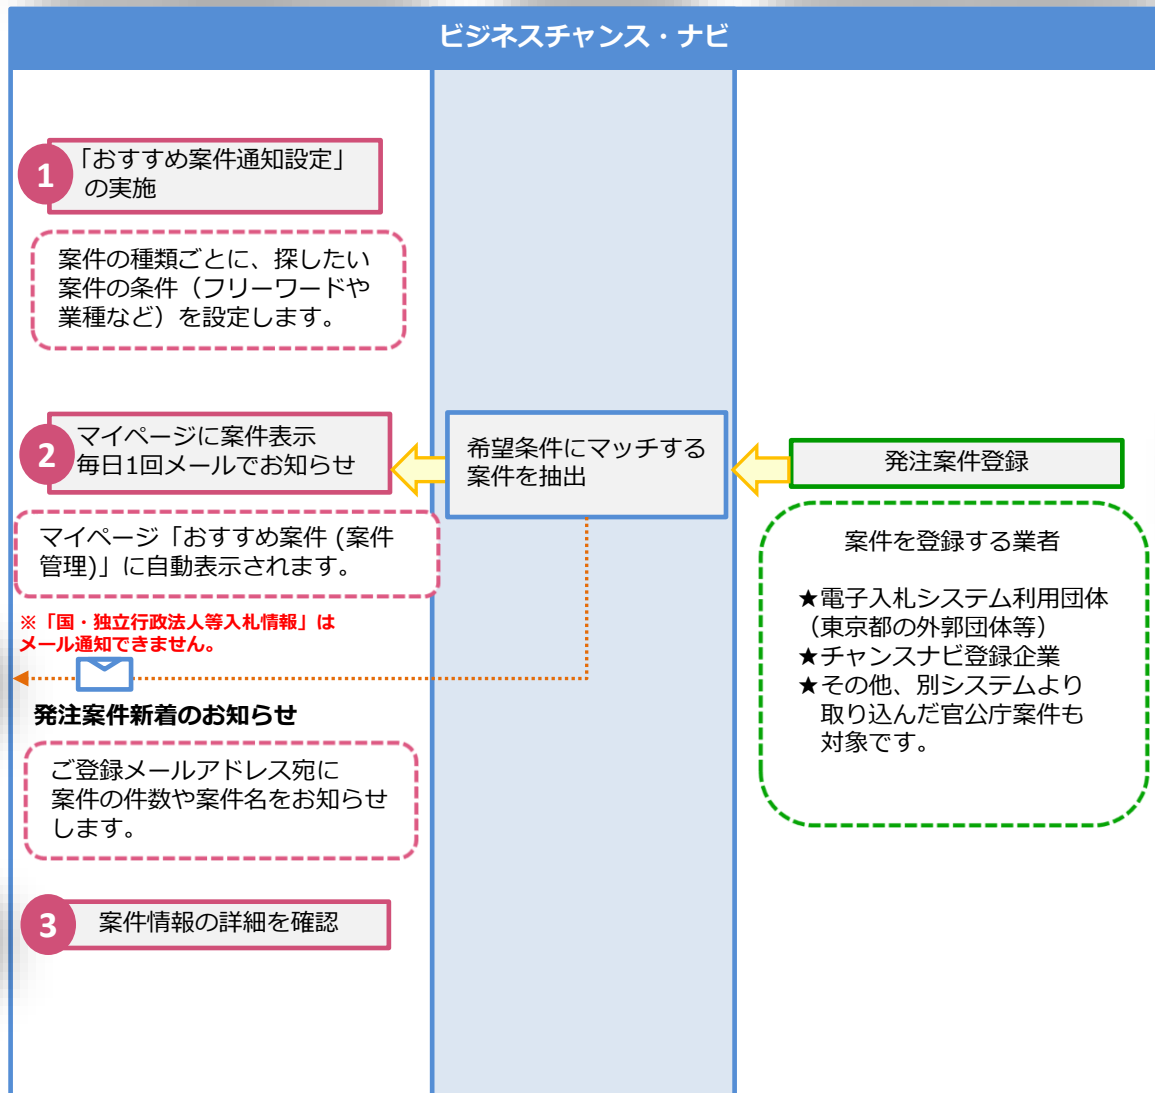 ビジネスチャンス・ナビ
1
「おすすめ案件通知設定」
の実施
案件の種類ごとに、探したい
案件の条件（フリーワードや
業種など）を設定します。
2
マイページに案件表示
毎日1回メールでお知らせ
希望条件にマッチする
案件を抽出
発注案件登録
マイページ「おすすめ案件 (案件
管理)」に自動表示されます。
※「国・独立行政法人等入札情報」は
メール通知できません。
発注案件新着のお知らせ
ご登録メールアドレス宛に
案件の件数や案件名をお知らせ
します。
案件を登録する業者
★電子入札システム利用団体
（東京都の外郭団体等）
★チャンスナビ登録企業
★その他、別システムより
取り込んだ官公庁案件も
対象です。
3
案件情報の詳細を確認